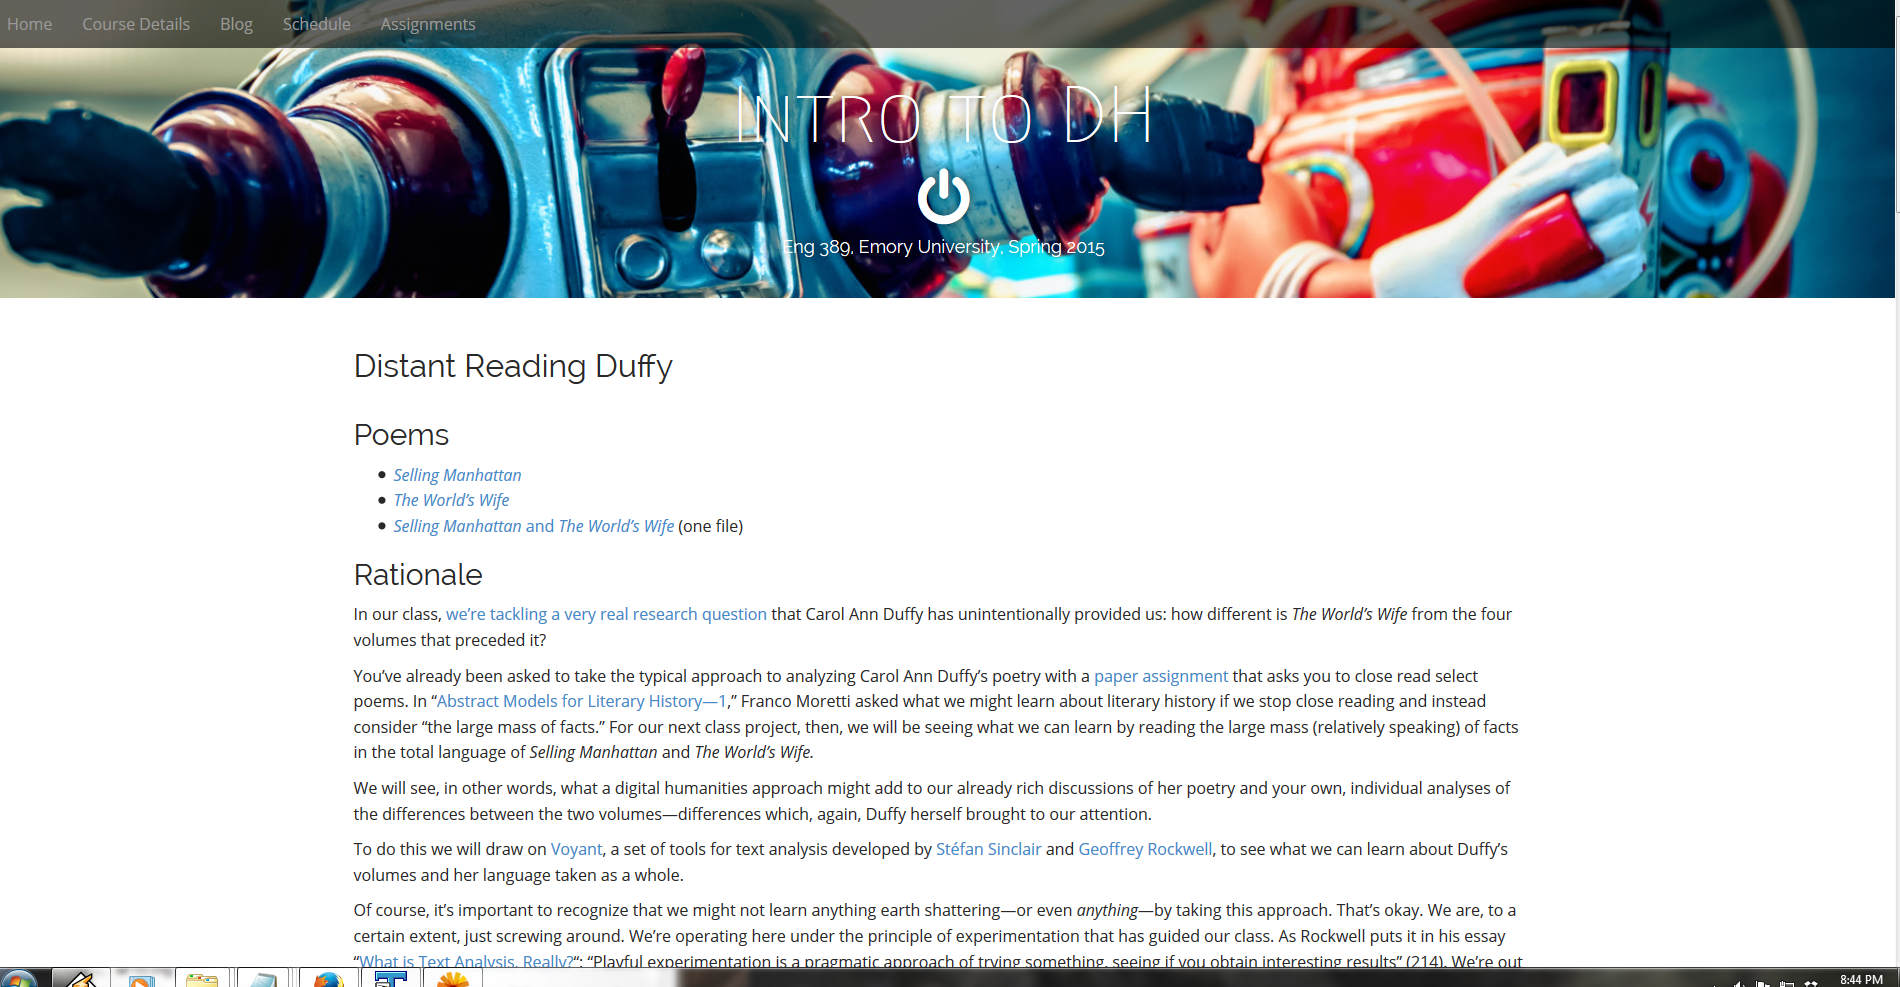 Home Course Details Blog Schedule Assignments
Intro to DH
Eng 389, Emory University, Spring 2015
Distant Reading Duffy
Poems
Selling Manhattan
The World’s Wife
Selling Manhattan and The World’s Wife (one file)
Rationale
In our class, we’re tackling a very real research question that Carol Ann Duffy has unintentionally provided us: how different is The World’s Wife from the four
volumes that preceded it?
You’ve already been asked to take the typical approach to analyzing Carol Ann Duffy’s poetry with a paper assignment that asks you to close read select
poems. In “Abstract Models for Literary History—1,” Franco Moretti asked what we might learn about literary history if we stop close reading and instead
consider “the large mass of facts.” For our next class project, then, we will be seeing what we can learn by reading the large mass (relatively speaking) of facts
in the total language of Selling Manhattan and The World’s Wife.
We will see, in other words, what a digital humanities approach might add to our already rich discussions of her poetry and your own, individual analyses of
the differences between the two volumes—differences which, again, Duffy herself brought to our attention.
To do this we will draw on Voyant, a set of tools for text analysis developed by Stéfan Sinclair and Geoffrey Rockwell, to see what we can learn about Duffy’s
volumes and her language taken as a whole.
Of course, it’s important to recognize that we might not learn anything earth shattering—or even anything—by taking this approach. That’s okay. We are, to a
certain extent, just screwing around. We’re operating here under the principle of experimentation that has guided our class. As Rockwell puts it in his essay
“What is Text Analysis, Really?“: “Playful experimentation is a pragmatic approach of trying something, seeing if you obtain interesting results” (214). We’re out
8:44 PM